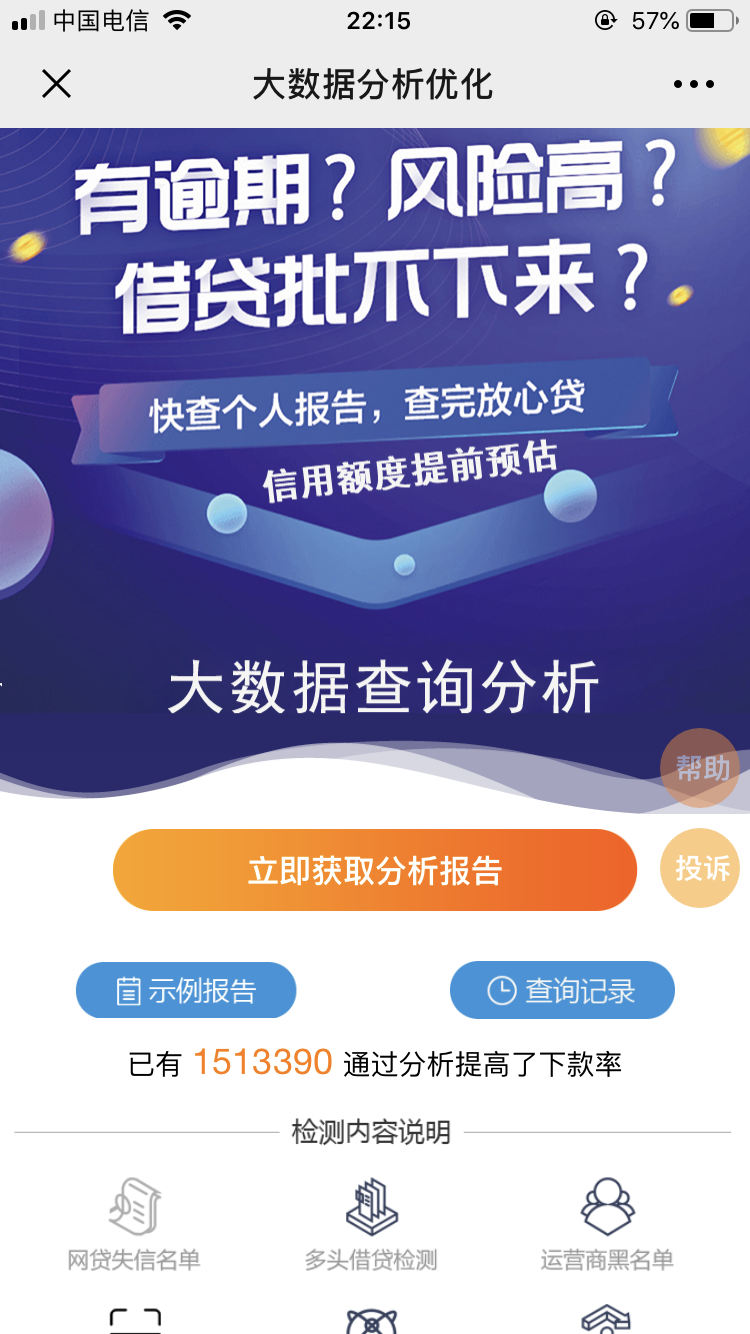 中国电信
22:15
57%
大数据分析优化
有逾期？风险高？
借贷批不下来？
快查个人报告，查完放心贷
信用额度提前预估
大数据查询分析
帮助
立即获取分析报告
投诉
示例报告
查询记录
已有 1513390 通过分析提高了下款率
检测内容说明
网贷失信名单
多头借贷检测
运营商黑名单